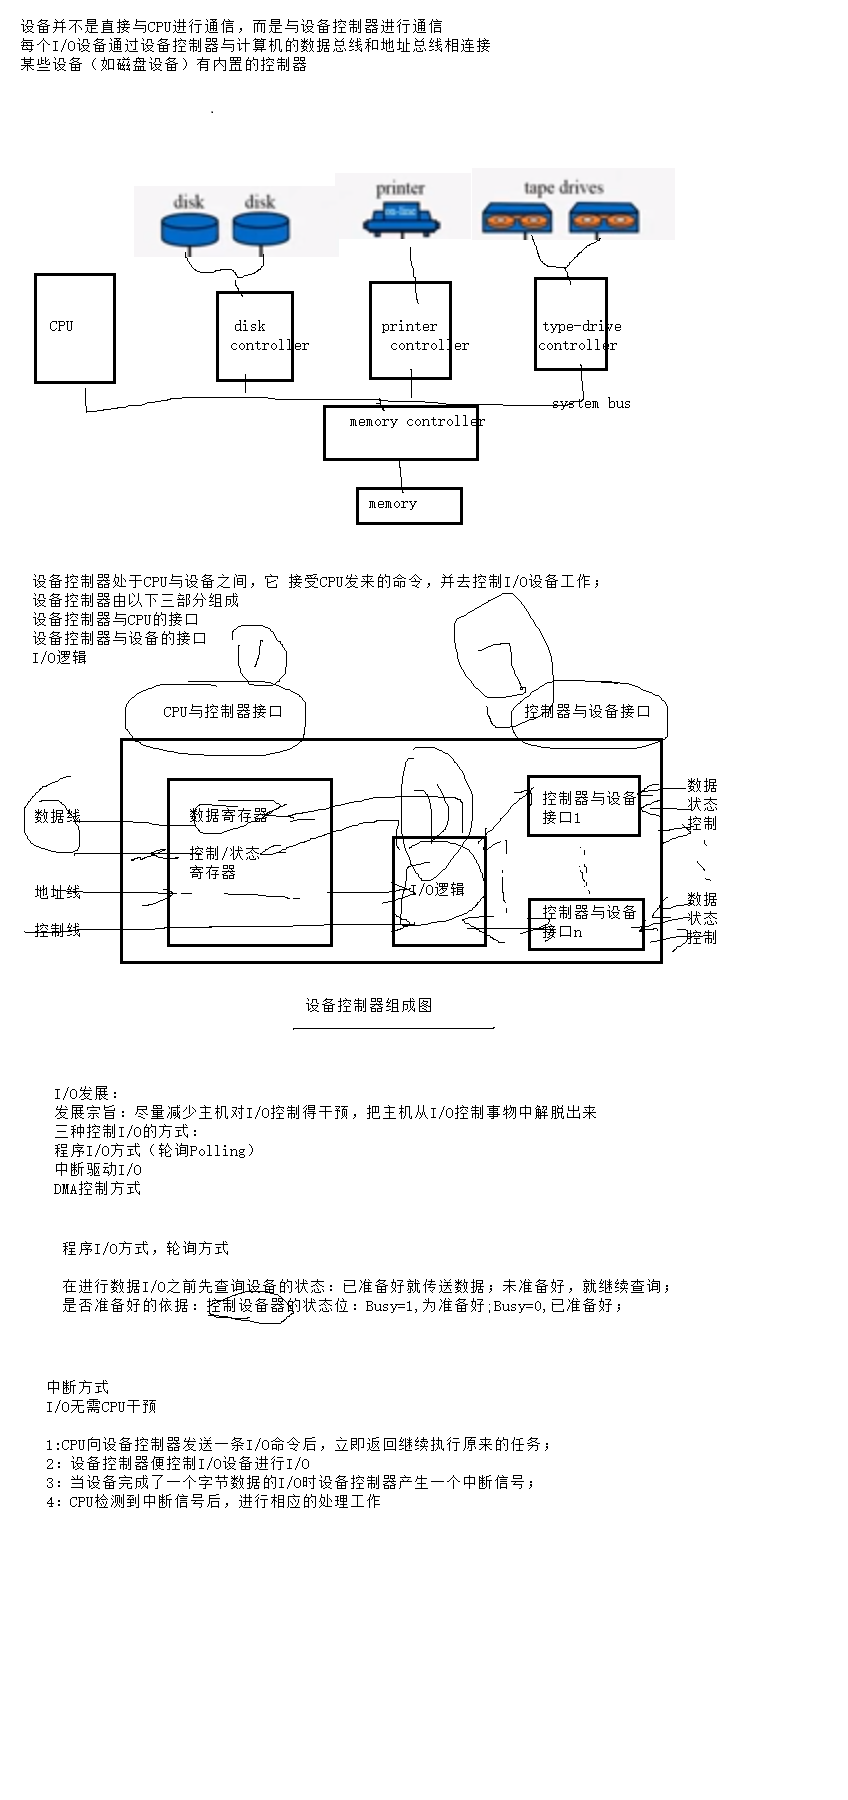 设备并不是直接与CPU进行通信，而是与设备控制器进行通信
每个I/O设备通过设备控制器与计算机的数据总线和地址总线相连接
某些设备（如磁盘设备）有内置的控制器
disk disk
printer
tape drives
on-line
CPU
disk
controller
printer
controller
type-drive
controller
system bus
memory controller
memory
设备控制器处于CPU与设备之间，它 接受CPU发来的命令，并去控制I/O设备工作；
设备控制器由以下三部分组成
设备控制器与CPU的接口
设备控制器与设备的接口
I/O逻辑
CPU与控制器接口
控制器与设备接口
数据线
数据寄存器
控制/状态
寄存器
地址线
控制线
I/O逻辑
控制器与设备
接口1
数据
状态
控制
控制器与设备
接口n
数据
状态
控制
设备控制器组成图
I/O发展：
发展宗旨：尽量减少主机对I/O控制得干预，把主机从I/O控制事物中解脱出来
三种控制I/O的方式：
程序I/O方式（轮询Polling）
中断驱动I/O
DMA控制方式
程序I/O方式，轮询方式
在进行数据I/O之前先查询设备的状态：已准备好就传送数据；未准备好，就继续查询；
是否准备好的依据：控制设备器的状态位：Busy=1,为准备好;Busy=0,已准备好；
中断方式
I/O无需CPU干预
1:CPU向设备控制器发送一条I/O命令后，立即返回继续执行原来的任务；
2：设备控制器便控制I/O设备进行I/O
3：当设备完成了一个字节数据的I/O时设备控制器产生一个中断信号；
4：CPU检测到中断信号后，进行相应的处理工作